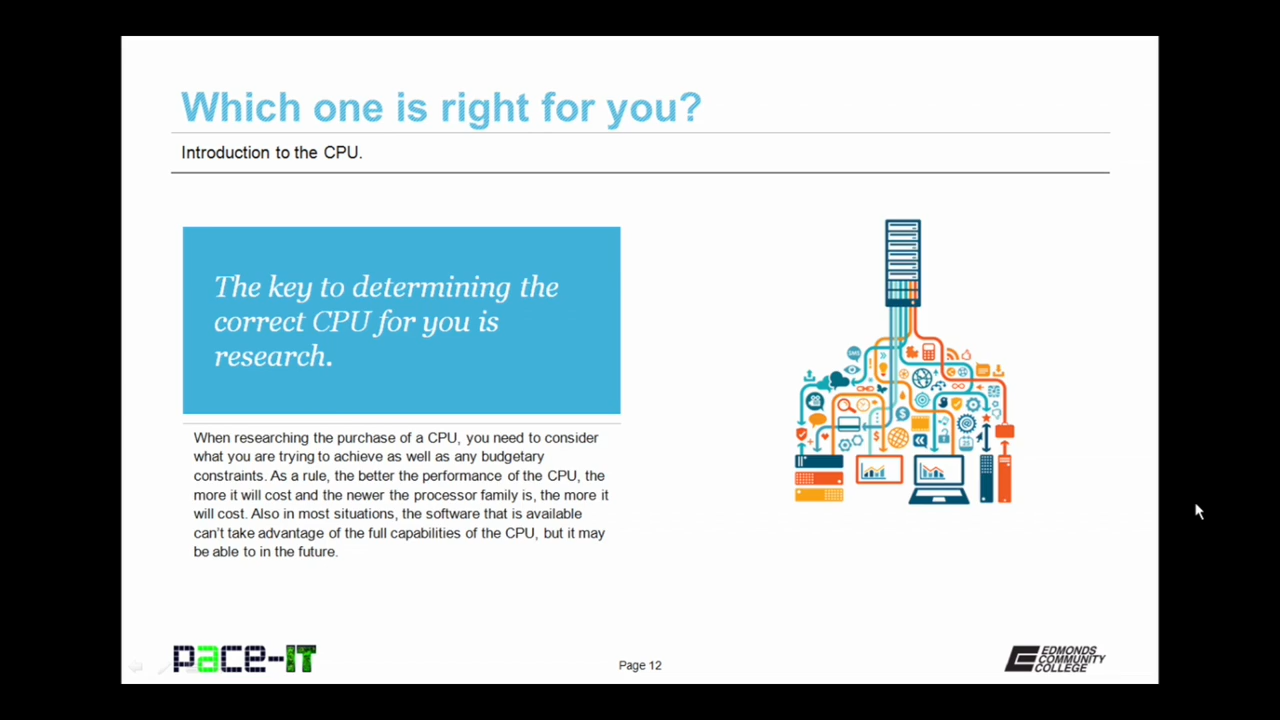 Which one is right for you?
Introduction to the CPU.
The key to determining the
correct CPU for you is
research.
When researching the purchase of a CPU, you need to consider
what you are trying to achieve as well as any budgetary
constraints. As a rule, the better the performance of the CPU, the
more it will cost and the newer the processor family is, the more it
will cost. Also in most situations, the software that is available
can't take advantage of the full capabilities of the CPU, but it may
be able to in the future.
SMS
pace-IT
Page 12
EDMONDS
COMMUNITY
COLLEGE